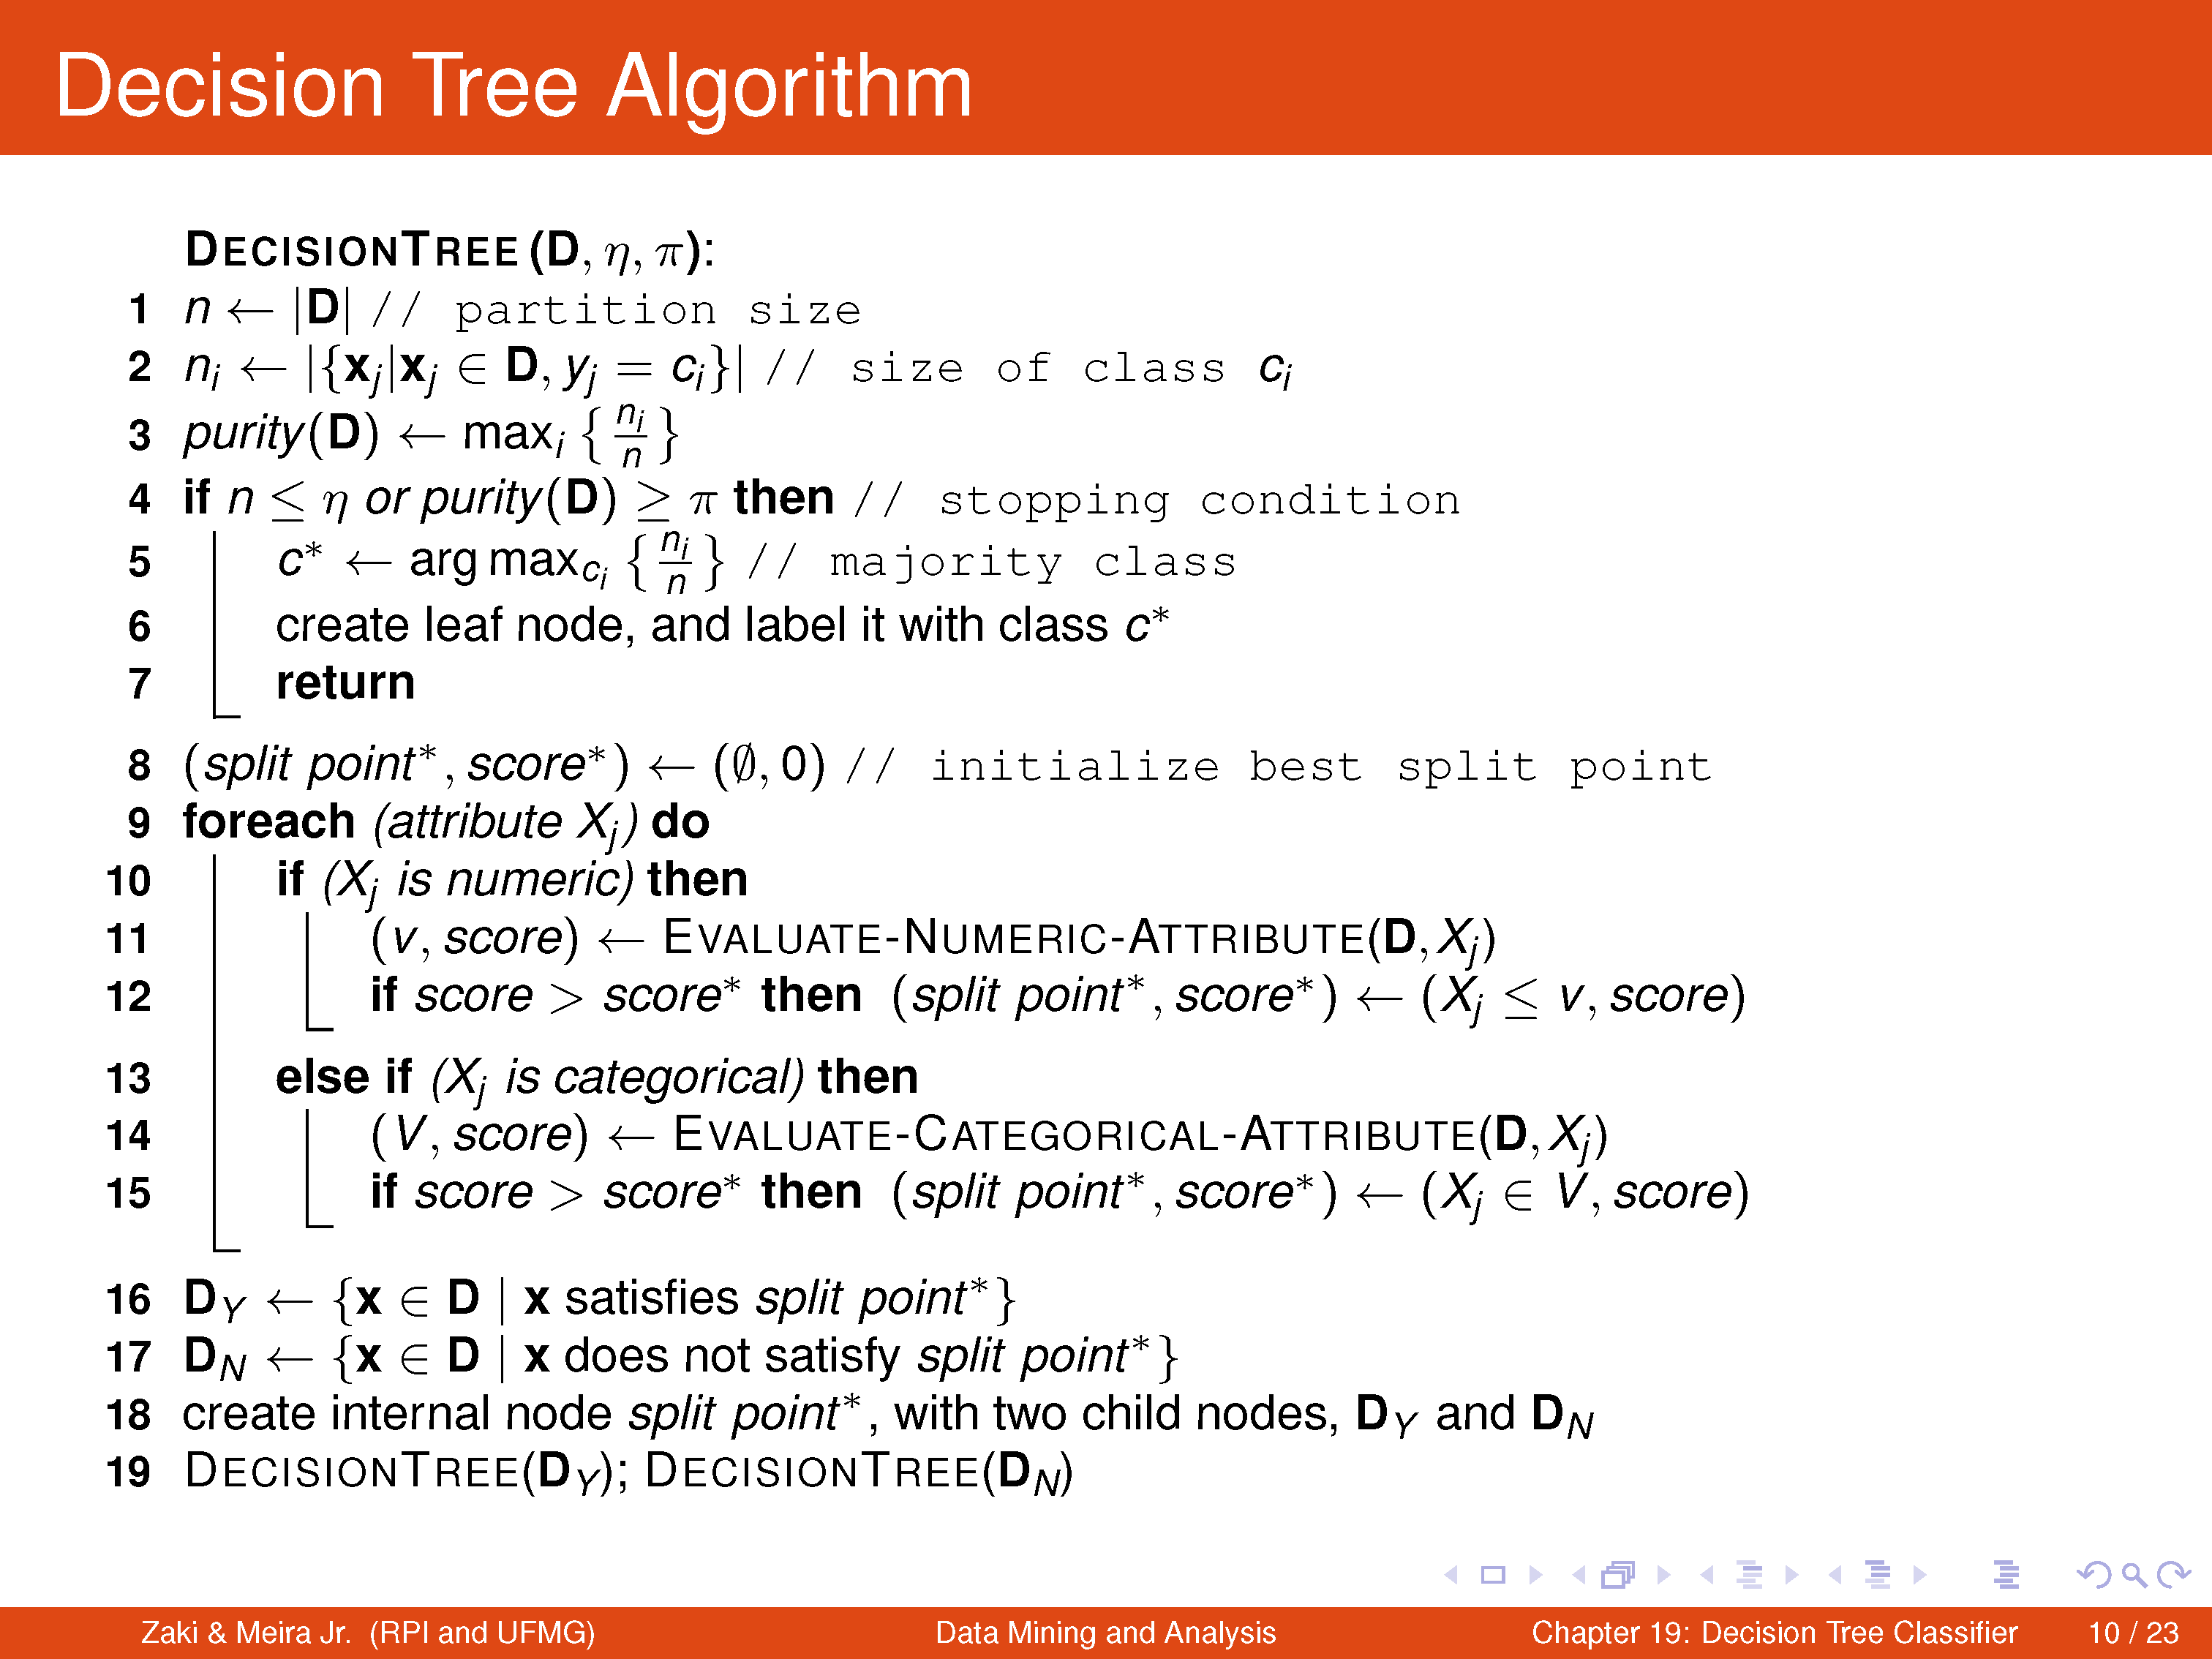 Decision Tree Algorithm
DECISIONTREE (D, η, π):
1 n ← |D| // partition size
2 nᵢ ← |{xⱼ|xⱼ ∈ D, yⱼ = cᵢ}| // size of class cᵢ
3 purity(D) ← maxᵢ { nᵢ/n }
4 if n ≤ η or purity(D) ≥ π then // stopping condition
5 c* ← arg max_{cᵢ} { nᵢ/n } // majority class
6 create leaf node, and label it with class c*
7 return
8 (split point*, score*) ← (∅, 0) // initialize best split point
9 foreach (attribute Xⱼ) do
10 if (Xⱼ is numeric) then
11 (v, score) ← EVALUATE-NUMERIC-ATTRIBUTE(D, Xⱼ)
12 if score > score* then (split point*, score*) ← (Xⱼ ≤ v, score)
13 else if (Xⱼ is categorical) then
14 (V, score) ← EVALUATE-CATEGORICAL-ATTRIBUTE(D, Xⱼ)
15 if score > score* then (split point*, score*) ← (Xⱼ ∈ V, score)
16 D_Y ← {x ∈ D | x satisfies split point*}
17 D_N ← {x ∈ D | x does not satisfy split point*}
18 create internal node split point*, with two child nodes, D_Y and D_N
19 DECISIONTREE(D_Y); DECISIONTREE(D_N)
Zaki & Meira Jr. (RPI and UFMG) Data Mining and Analysis Chapter 19: Decision Tree Classifier 10 / 23